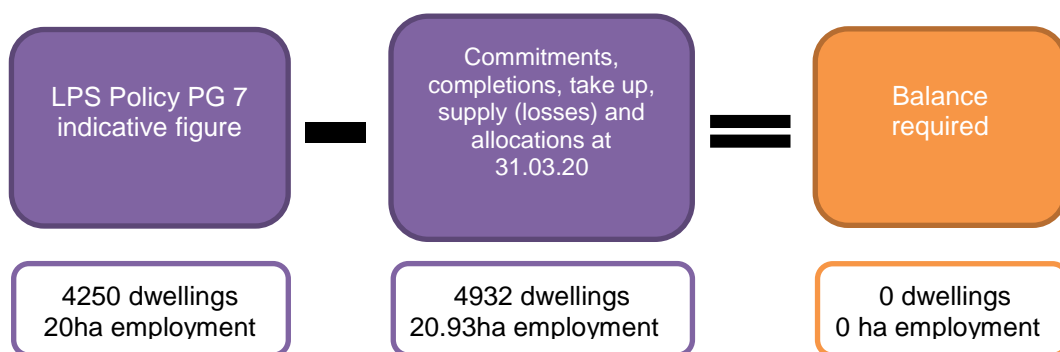 LPS Policy PG 7
indicative figure
Commitments,
completions, take up,
supply (losses) and
allocations at
31.03.20
Balance
required
4250 dwellings
20ha employment
4932 dwellings
20.93ha employment
0 dwellings
0 ha employment